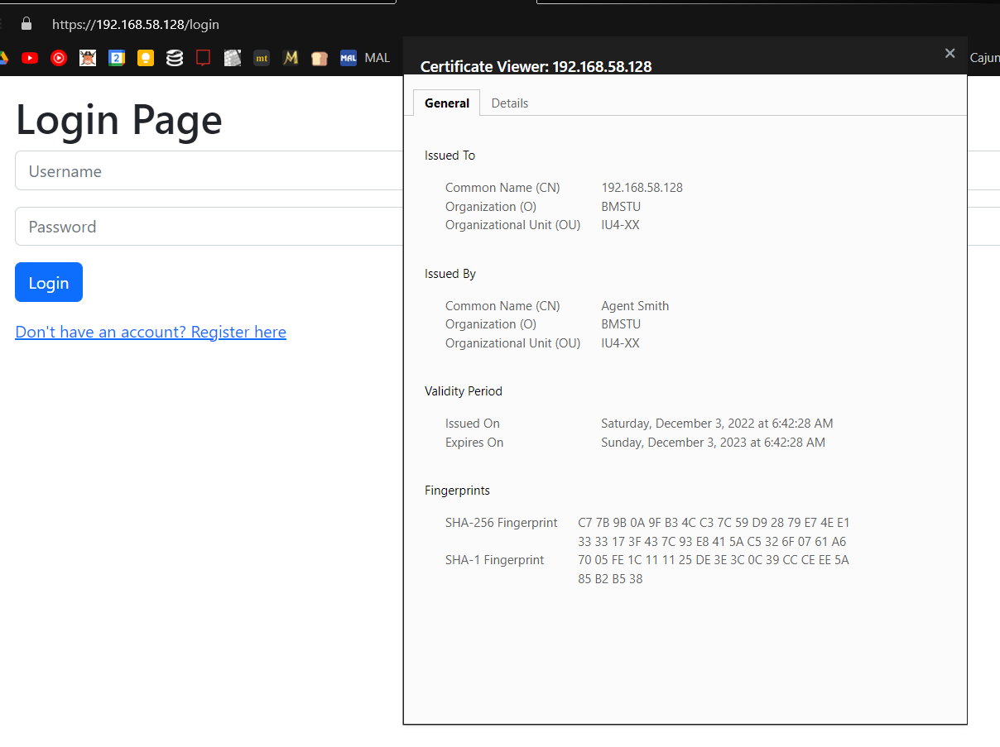 https://192.168.58.128/login
2
mt
M
MAL
MAL
Cajun
Certificate Viewer: 192.168.58.128
General
Details
Login Page
Username
Password
Login
Don't have an account? Register here
Issued To
Common Name (CN) 192.168.58.128
Organization (O) BMSTU
Organizational Unit (OU) IU4-XX
Issued By
Common Name (CN) Agent Smith
Organization (O) BMSTU
Organizational Unit (OU) IU4-XX
Validity Period
Issued On Saturday, December 3, 2022 at 6:42:28 AM
Expires On Sunday, December 3, 2023 at 6:42:28 AM
Fingerprints
SHA-256 Fingerprint C7 7B 9B 0A 9F B3 4C C3 7C 59 D9 28 79 E7 4E E1
33 33 17 3F 43 7C 93 E8 41 5A C5 32 6F 07 61 A6
SHA-1 Fingerprint 70 05 FE 1C 11 11 25 DE 3E 3C 0C 39 CC CE EE 5A
85 B2 B5 38